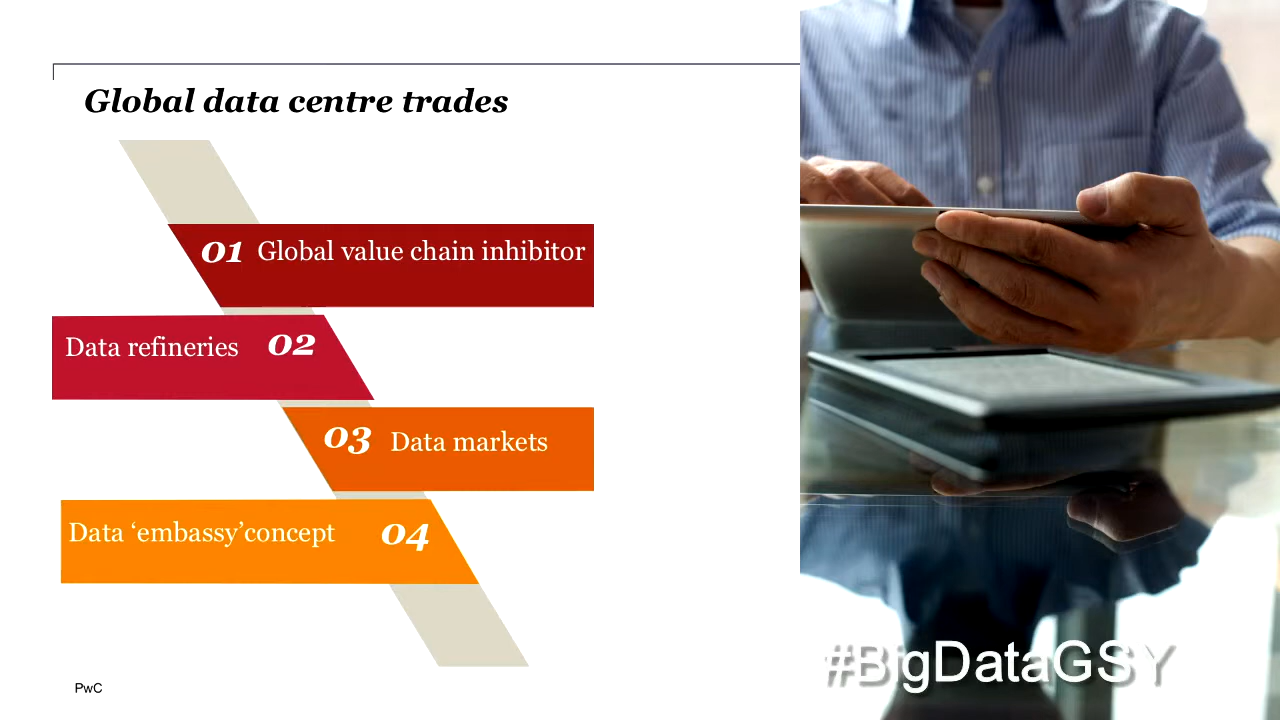 Global data centre trades
01 Global value chain inhibitor
Data refineries 02
03 Data markets
Data ‘embassy’concept 04
PwC
#BigDataGSY